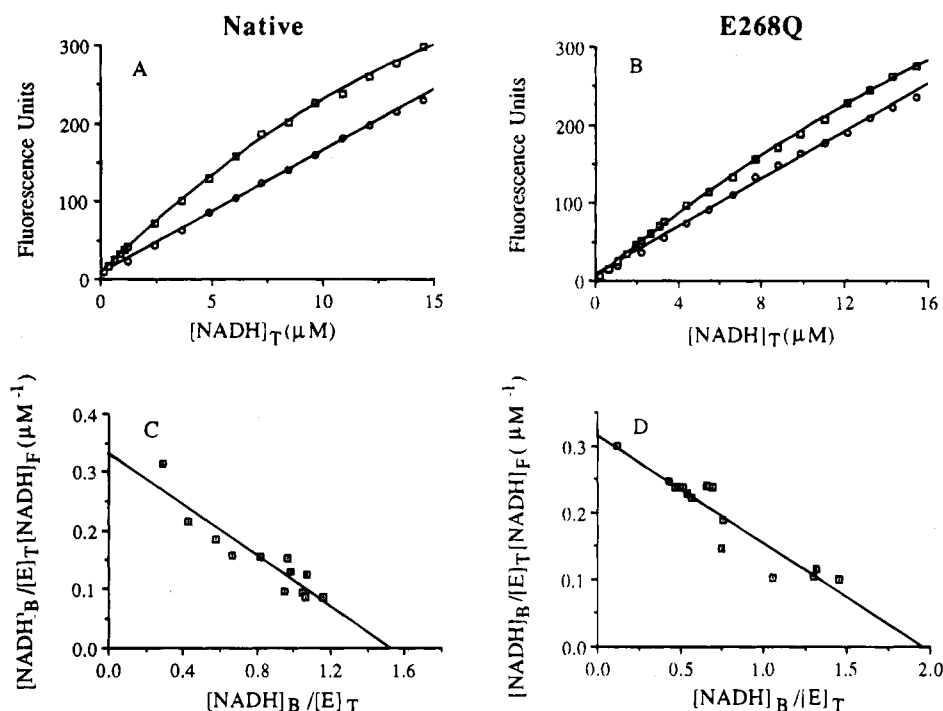 Native
E268Q
A
Fluorescence Units
300
200
100
0
0
5
10
15
[NADH]T (μM)
B
Fluorescence Units
300
200
100
0
0
4
8
12
16
[NADH]T (μM)
C
[NADH]B /[E]T [NADH]F (μM⁻¹)
0.4
0.3
0.2
0.1
0.0
0.0
0.4
0.8
1.2
1.6
[NADH]B /[E]T
D
[NADH]B /[E]T [NADH]F (μM⁻¹)
0.3
0.2
0.1
0.0
0.0
0.5
1.0
1.5
2.0
[NADH]B /[E]T